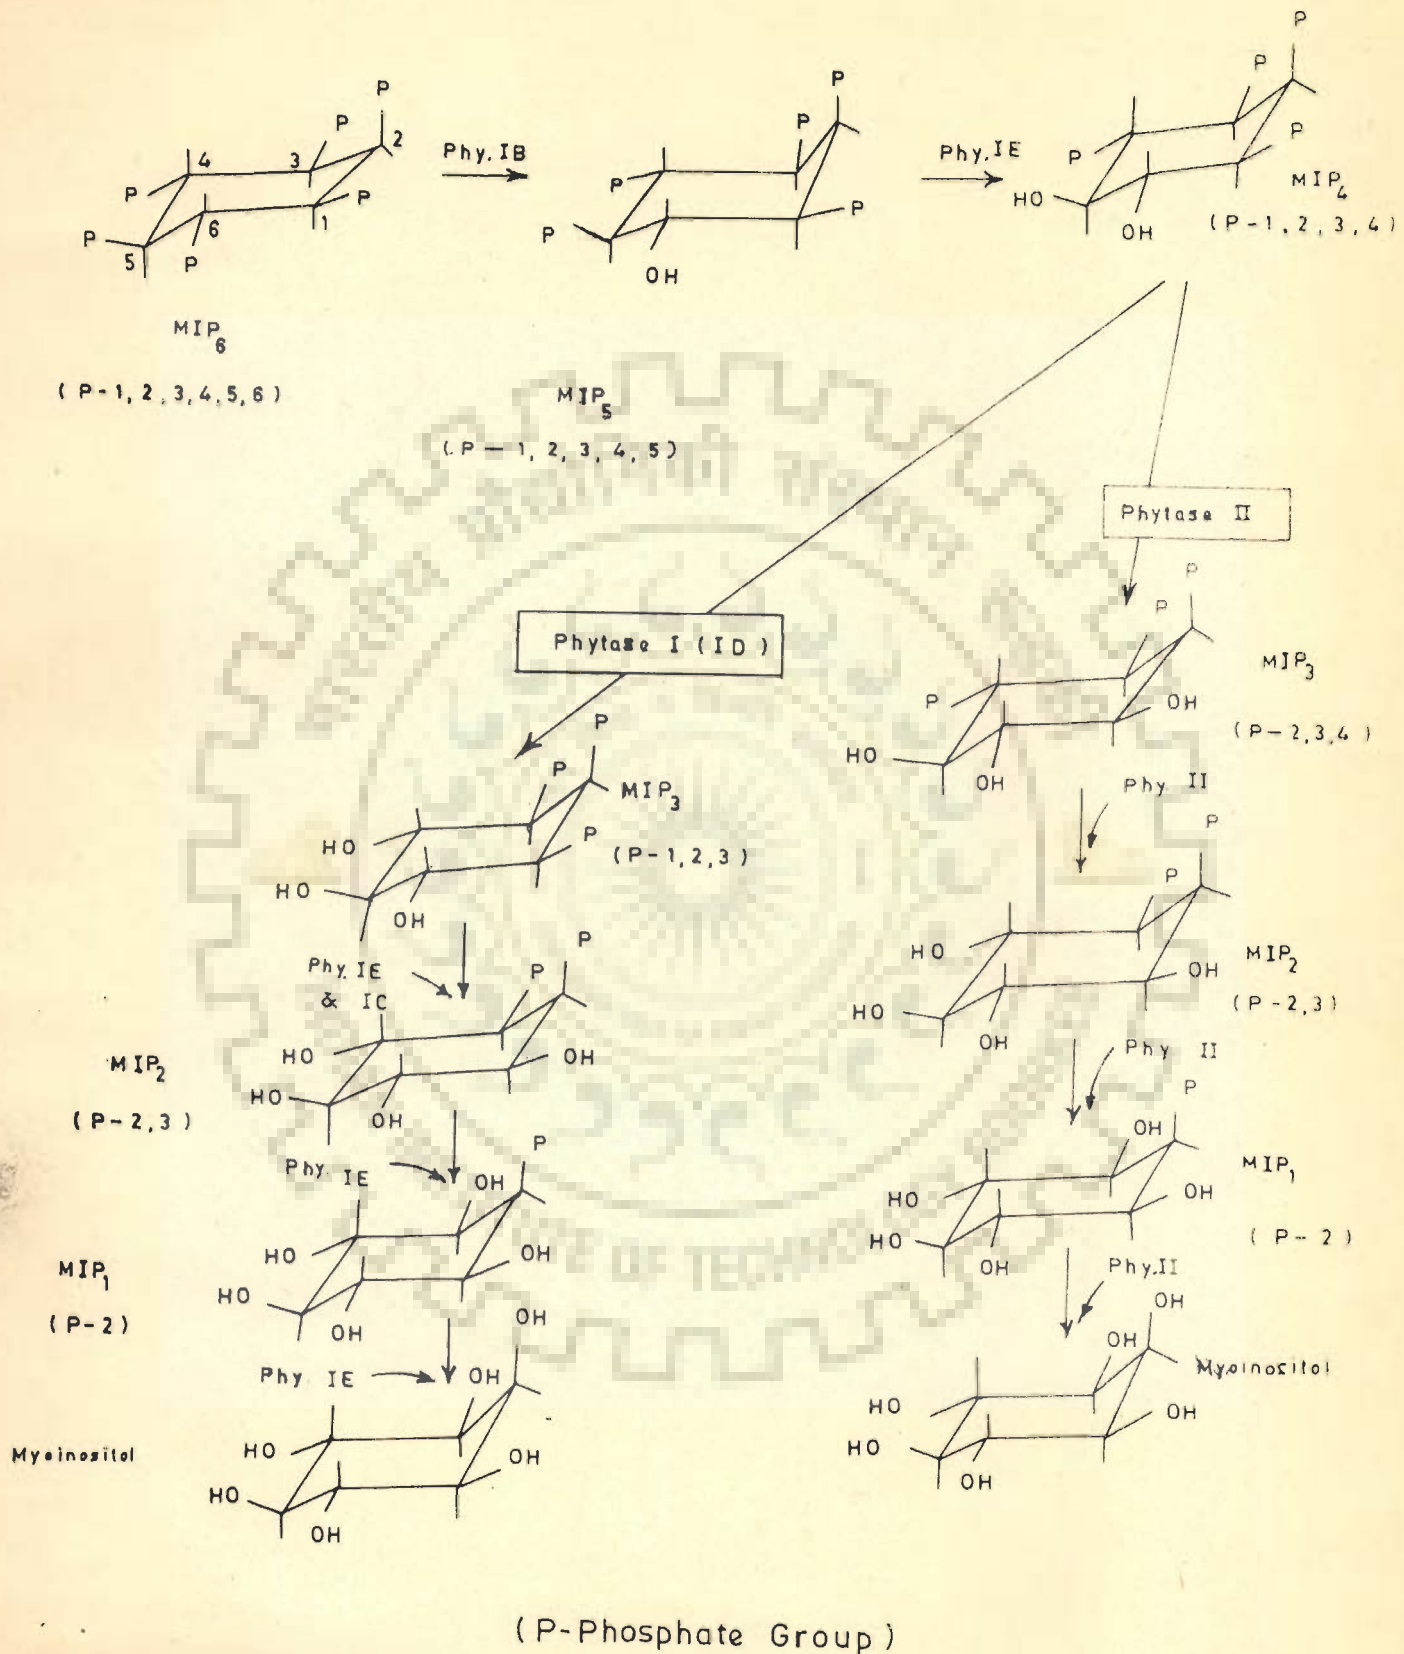 P
P
P
2
Phy. IB
Phy. IE
4
3
P
P
6
1
P
5
P
P
P
P
P
P
OH
P
P
P
P
HO
OH
MIP4
(P-1,2,3,4)
MIP6
(P-1,2,3,4,5,6)
MIP5
(P-1,2,3,4,5)
Phytase II
Phytase I (ID)
P
P
P
OH
HO
OH
MIP3
(P-2,3,4)
Phy II
P
P
P
HO
HO
OH
MIP3
(P-1,2,3)
P
P
HO
HO
OH
OH
MIP2
(P-2,3)
Phy. IE
& IC
P
P
HO
HO
OH
OH
MIP2
(P-2,3)
Phy II
P
OH
HO
HO
OH
OH
MIP1
(P-2)
Phy. IE
P
OH
HO
HO
OH
OH
MIP1
(P-2)
Phy.II
OH
OH
HO
HO
OH
OH
Myoinositol
Phy IE
OH
OH
HO
HO
OH
OH
Myoinositol
OF TECHNO
(P-Phosphate Group)